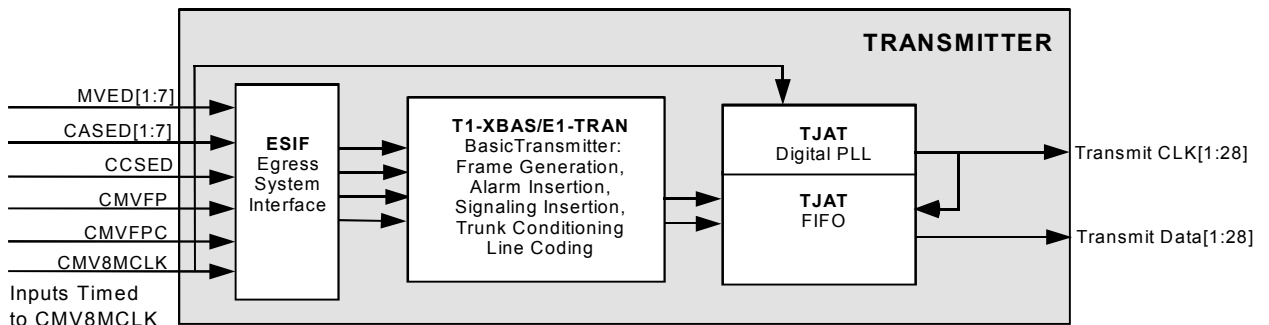 TRANSMITTER
MVED[1:7]
CASED[1:7]
CCSED
CMVFP
CMVFPC
CMV8MCLK
Inputs Timed
to CMV8MCLK
ESIF
Egress
System
Interface
T1-XBAS/E1-TRAN
BasicTransmitter:
Frame Generation,
Alarm Insertion,
Signaling Insertion,
Trunk Conditioning
Line Coding
TJAT
Digital PLL
TJAT
FIFO
Transmit CLK[1:28]
Transmit Data[1:28]